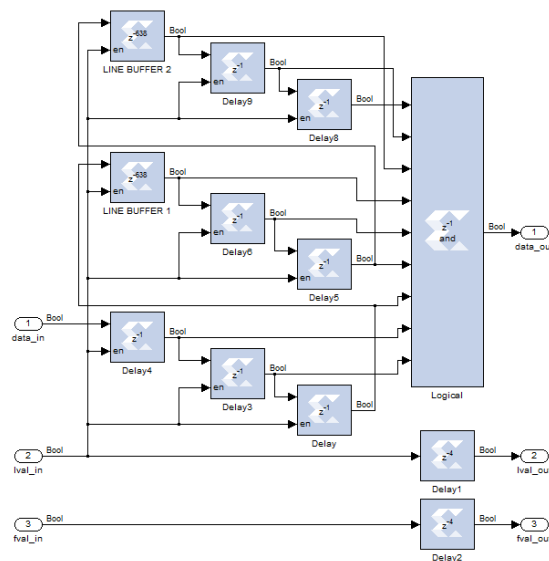 z-638
en
Bool
LINE BUFFER 2
z-1
en
Bool
Delay9
z-1
en
Bool
Delay8
z-638
en
Bool
LINE BUFFER 1
z-1
en
Bool
Delay6
z-1
en
Bool
Delay5
z-1
and
Bool
Logical
1
data_out
1
Bool
data_in
z-1
en
Bool
Delay4
z-1
en
Bool
Delay3
z-1
en
Bool
Delay
2
Bool
lval_in
z-4
Bool
Delay1
2
lval_out
3
Bool
fval_in
z-4
Bool
Delay2
3
fval_out